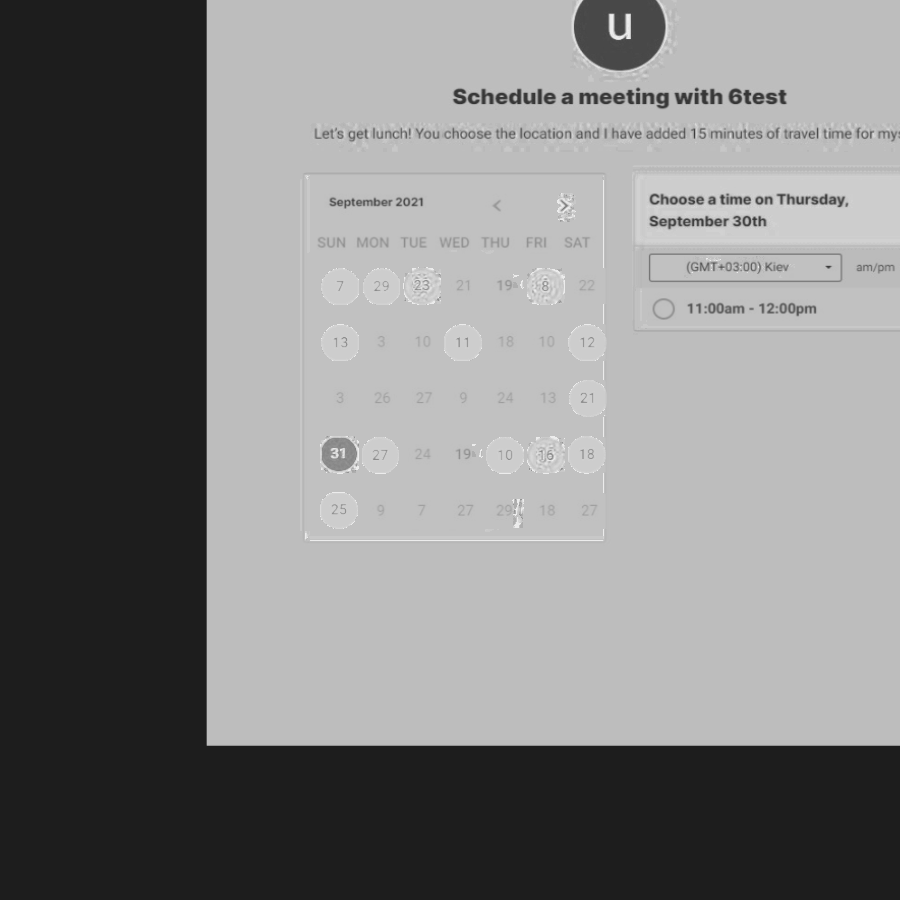 u
Schedule a meeting with 6test
Let's get lunch! You choose the location and I have added 15 minutes of travel time for mys
September 2021
SUN MON TUE WED THU FRI SAT
7 29 23 21 19 8 22
13 3 10 11 18 10 12
3 26 27 9 24 13 21
31 27 24 19 10 16 18
25 9 7 27 29 18 27
Choose a time on Thursday,
September 30th
(GMT+03:00) Kiev am/pm
11:00am - 12:00pm